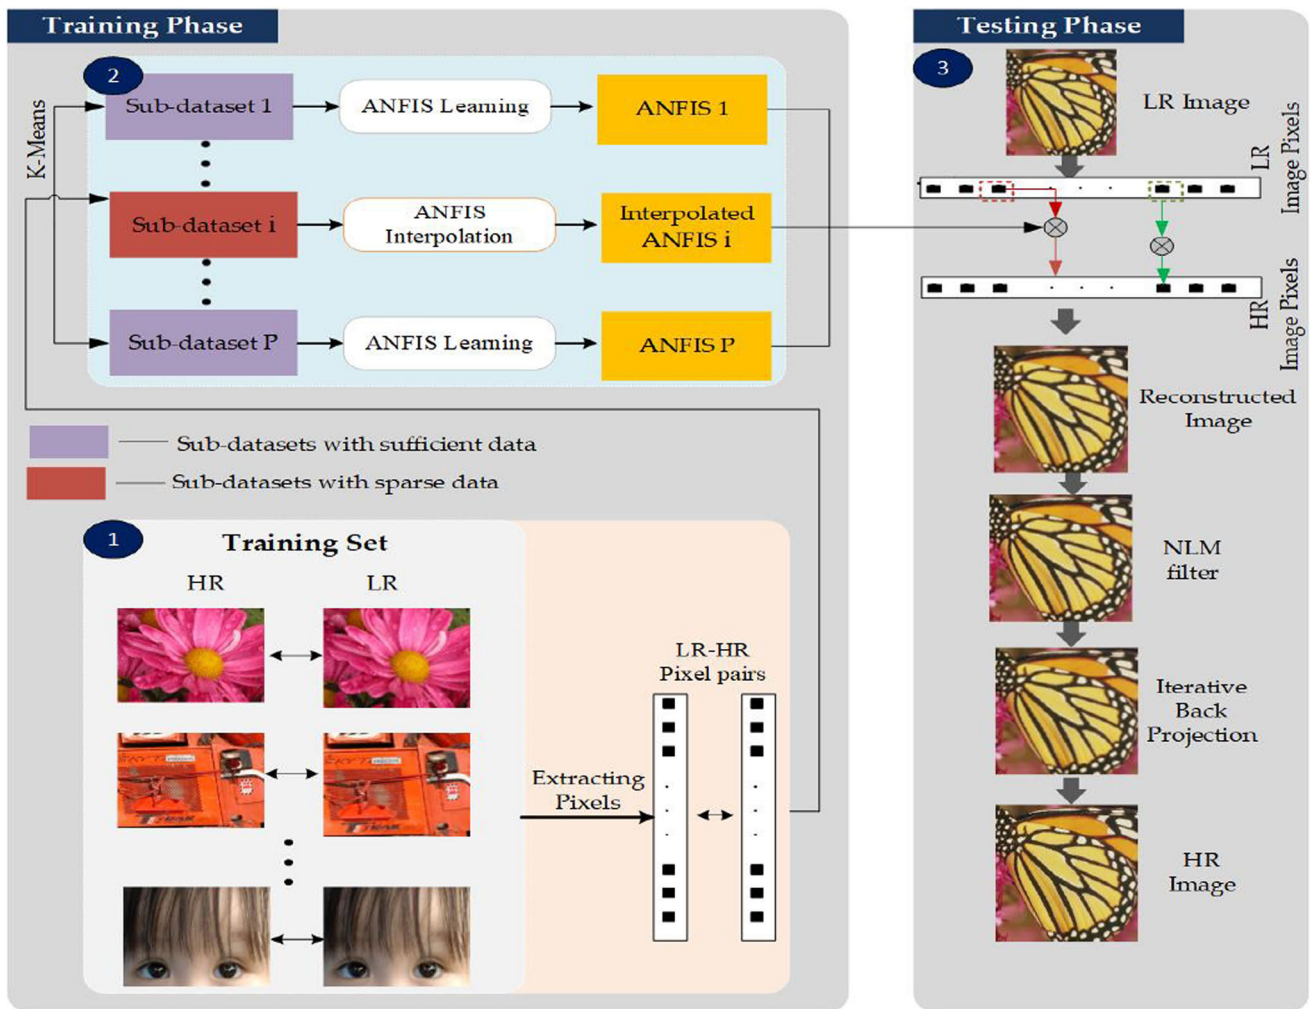 Training Phase
2
K-Means
Sub-dataset 1
ANFIS Learning
ANFIS 1
Sub-dataset i
ANFIS
Interpolation
Interpolated
ANFIS i
Sub-dataset P
ANFIS Learning
ANFIS P
Sub-datasets with sufficient data
Sub-datasets with sparse data
1
Training Set
HR
LR
LR-HR
Pixel pairs
Extracting
Pixels
Testing Phase
3
LR Image
LR
Image Pixels
HR
Image Pixels
Reconstructed
Image
NLM
filter
Iterative
Back
Projection
HR
Image